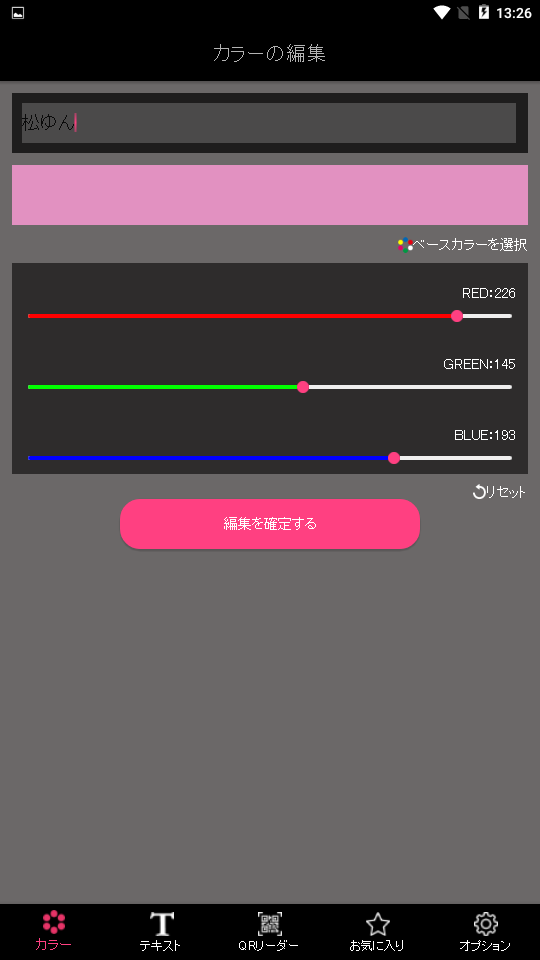 13:26
カラーの編集
松ゆん
ベースカラーを選択
RED:226
GREEN:145
BLUE:193
リセット
編集を確定する
カラー
テキスト
QRリーダー
お気に入り
オプション